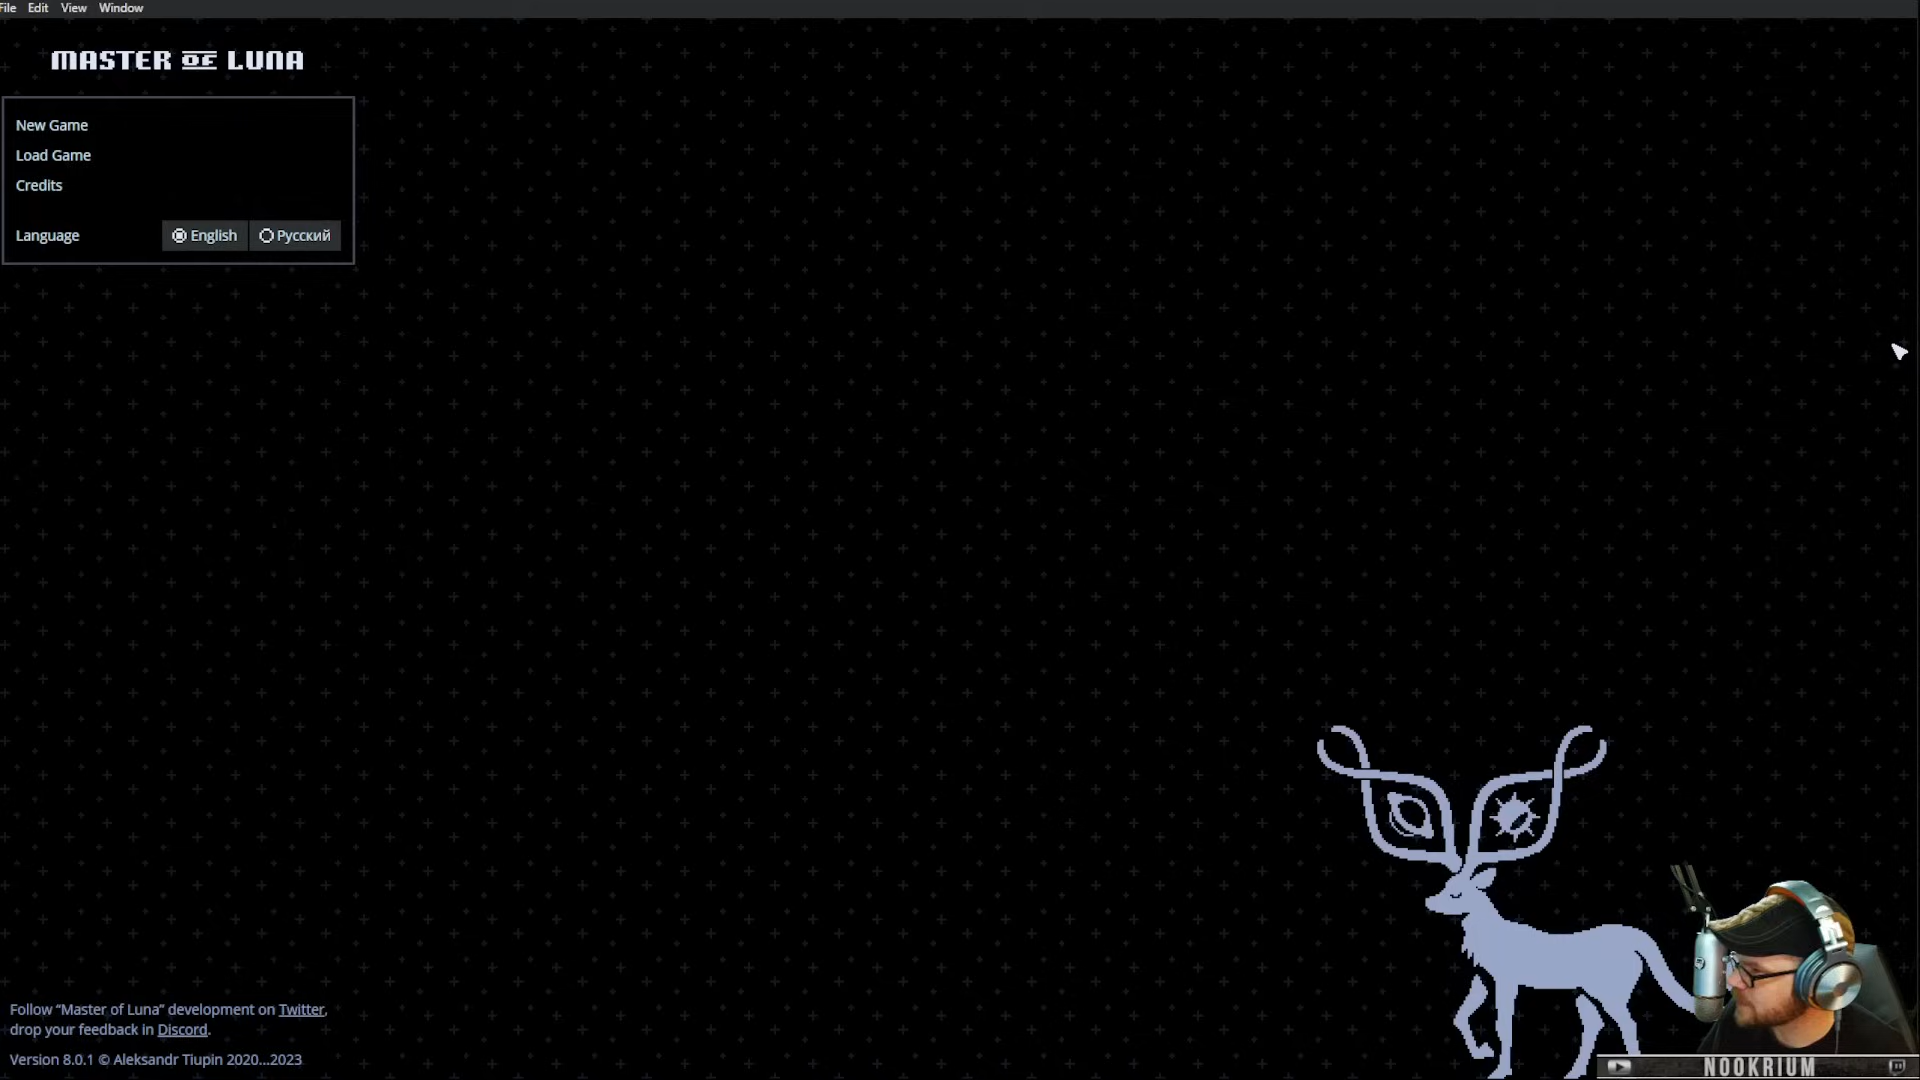 File Edit View Window
MASTER OF LUNA
New Game
Load Game
Credits
Language English Русский
Follow “Master of Luna” development on Twitter,
drop your feedback in Discord.
Version 8.0.1 © Aleksandr Tiupin 2020...2023
NOOKRIUM